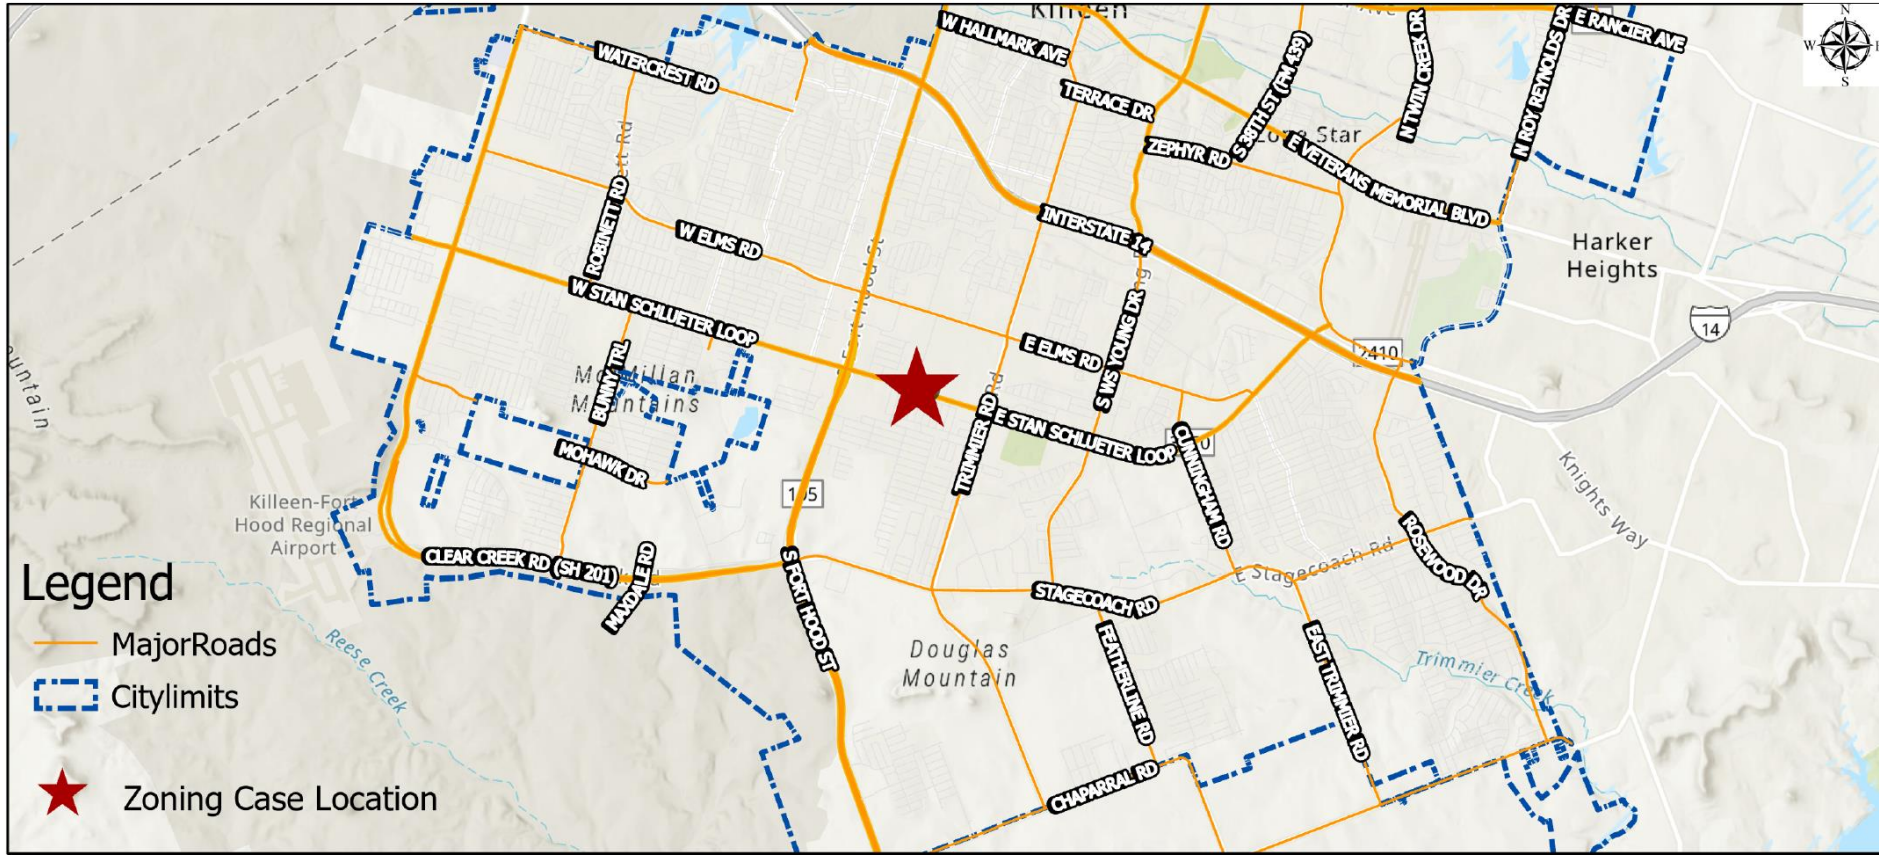 Killeen
N
W
S
W HALLMARK AVE
E RANCIER AVE
N ROY REYNOLDS DR
N TWIN CREEK DR
S 38TH ST (FM 439)
WATERCREST RD
TERRACE DR
ZEPHYR RD
Star
E VETERANS MEMORIAL BLVD
ROBINETT RD
W ELMS RD
INTERSTATE 14
Harker
Heights
Fort Hood St
W STAN SCHLUETER LOOP
14
2410
E ELMS RD
S WS YOUNG DR
BUNNY TRL
Mountains
TRIMMIER RD
Rd
E STAN SCHLUETER LOOP
CUNNINGHAM RD
MOHAWK DR
195
Knights Way
Killeen-Fort
Hood Regional
Airport
CLEAR CREEK RD (SH 201)
MAXDALE RD
S FORT HOOD ST
E Stagecoach Rd
ROSEWOOD DR
STAGECOACH RD
FEATHERLINE RD
EAST TRIMMIER RD
Trimmier Creek
Douglas
Mountain
Reese Creek
CHAPARRAL RD
Legend
MajorRoads
Citylimits
Zoning Case Location